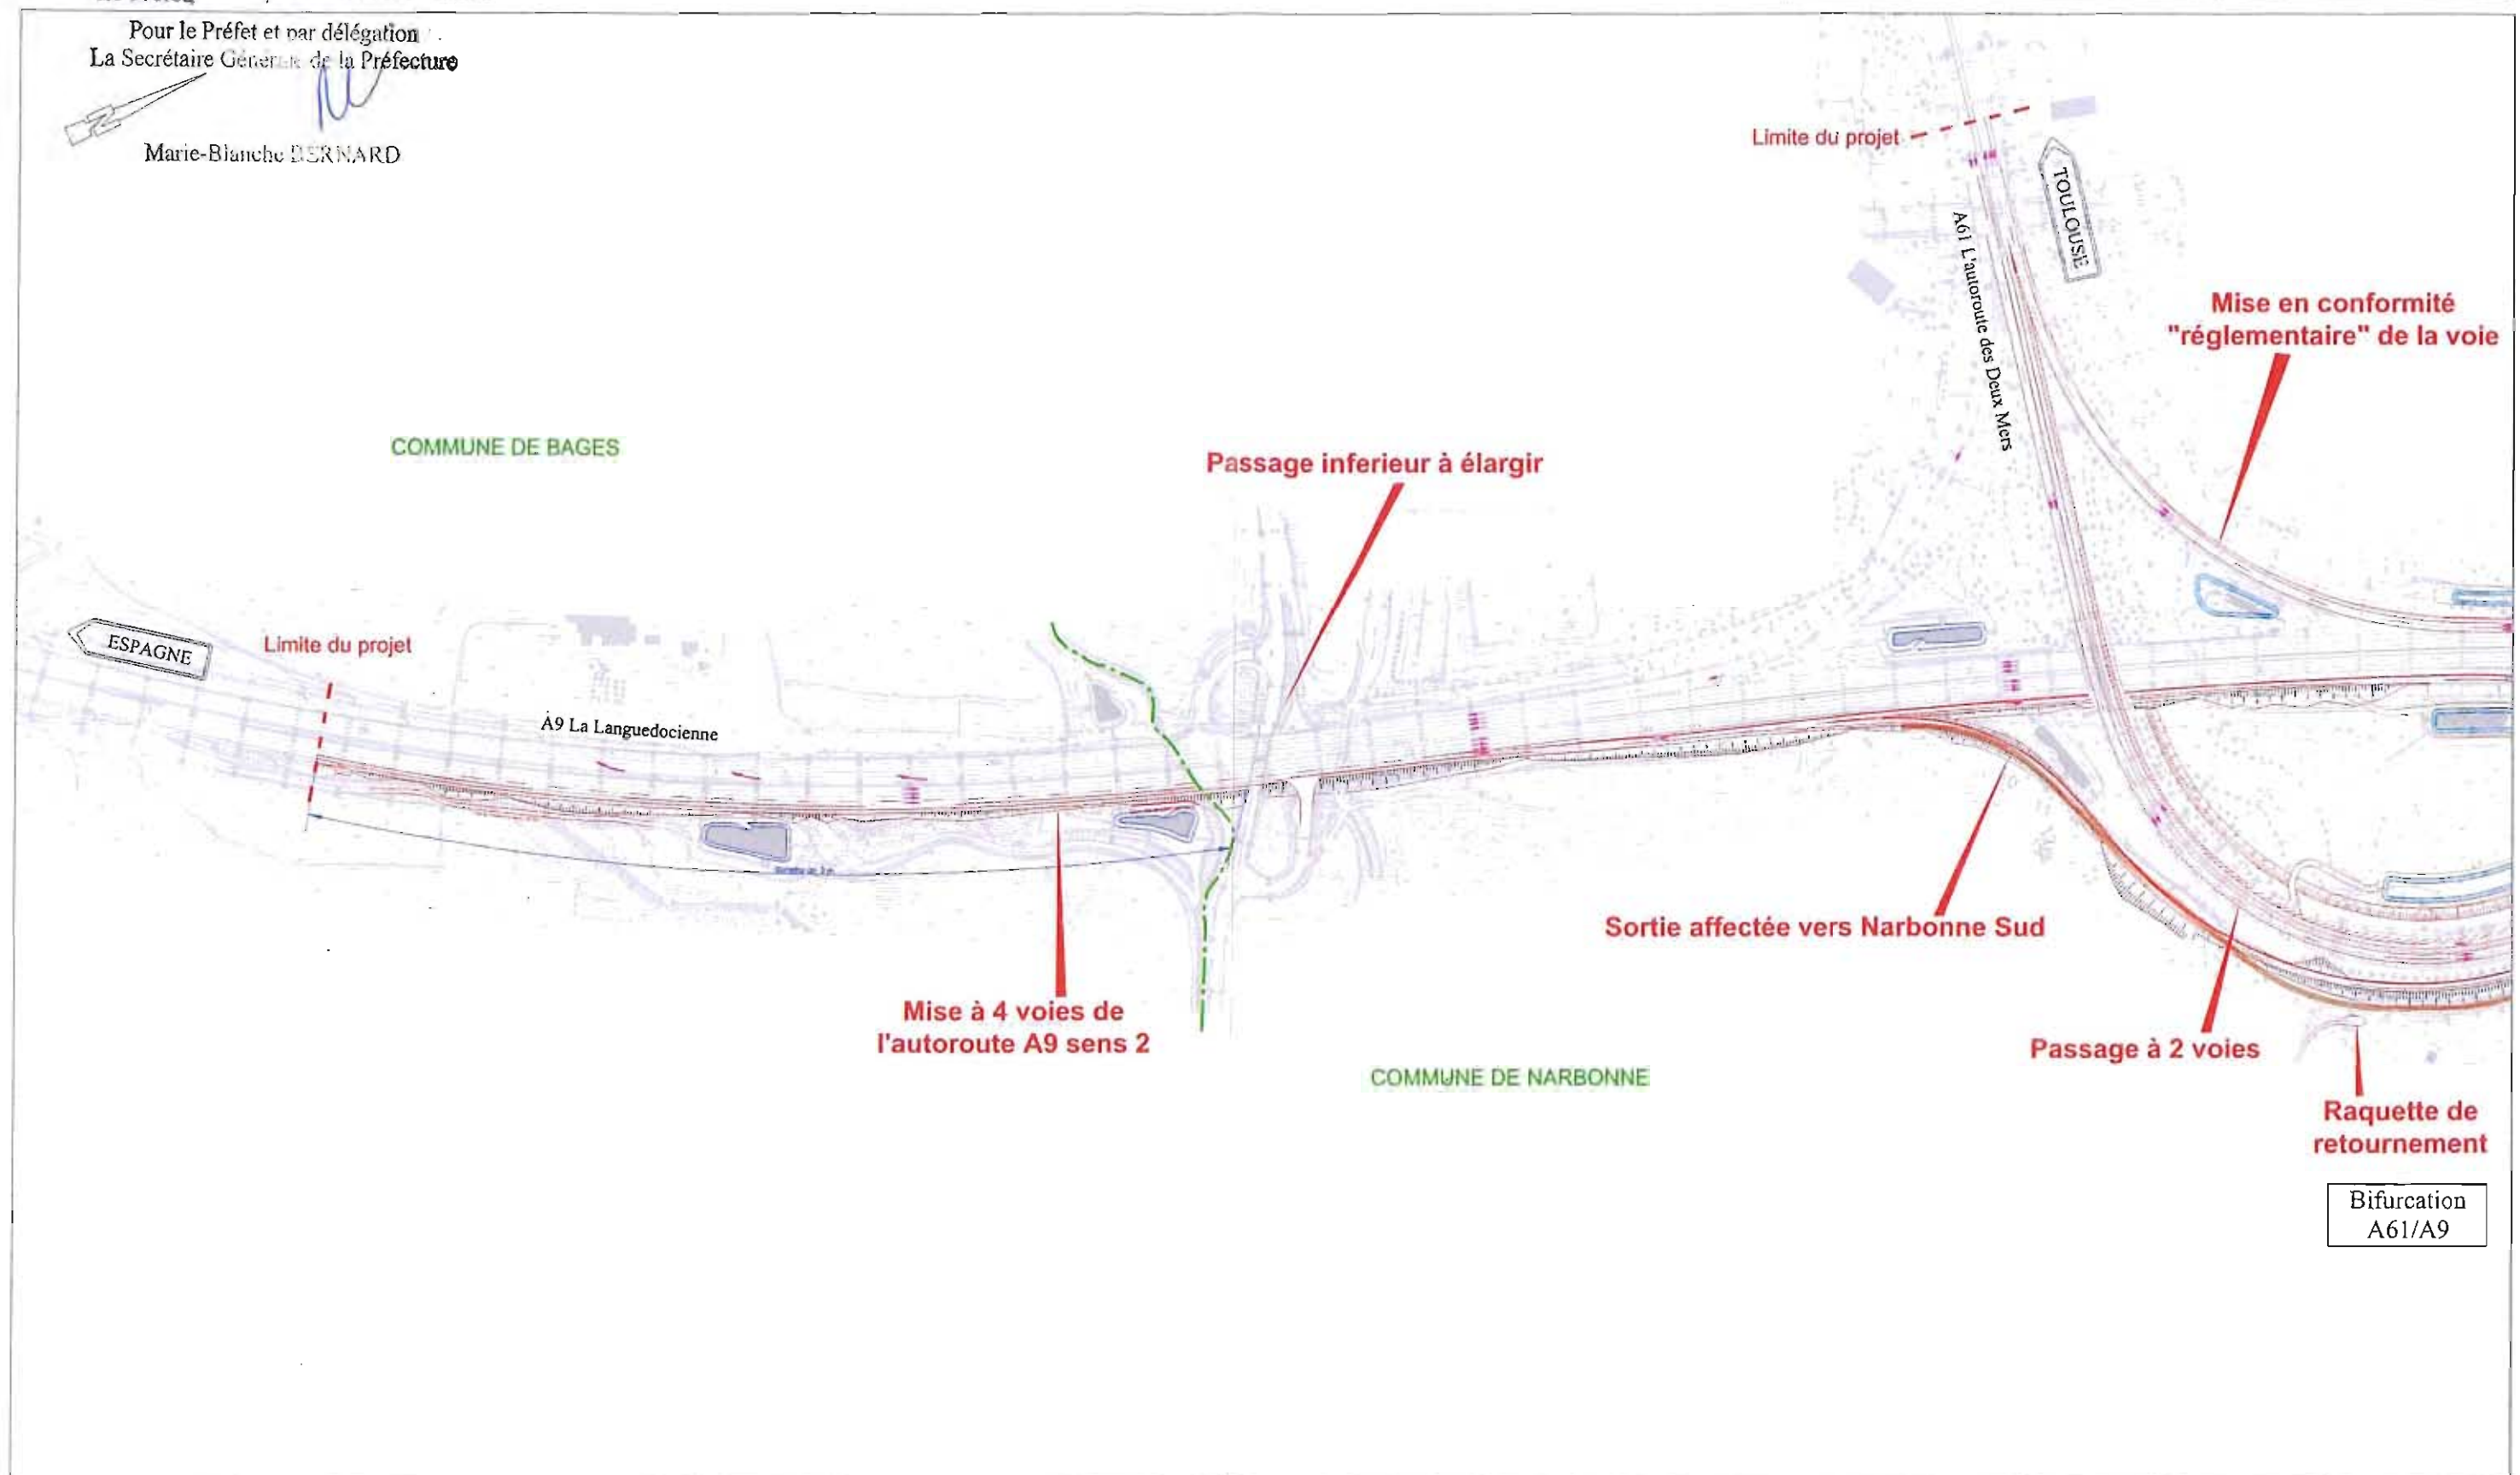 Pour le Préfet et par délégation
La Secrétaire Générale de la Préfecture
Marie-Blanche BERNARD
Limite du projet
TOULOUSE
A61 L'autoroute des Deux Mers
Mise en conformité
"réglementaire" de la voie
COMMUNE DE BAGES
Passage inferieur à élargir
ESPAGNE
Limite du projet
A9 La Languedocienne
Sortie affectée vers Narbonne Sud
Mise à 4 voies de
l'autoroute A9 sens 2
Passage à 2 voies
COMMUNE DE NARBONNE
Raquette de
retournement
Bifurcation
A61/A9